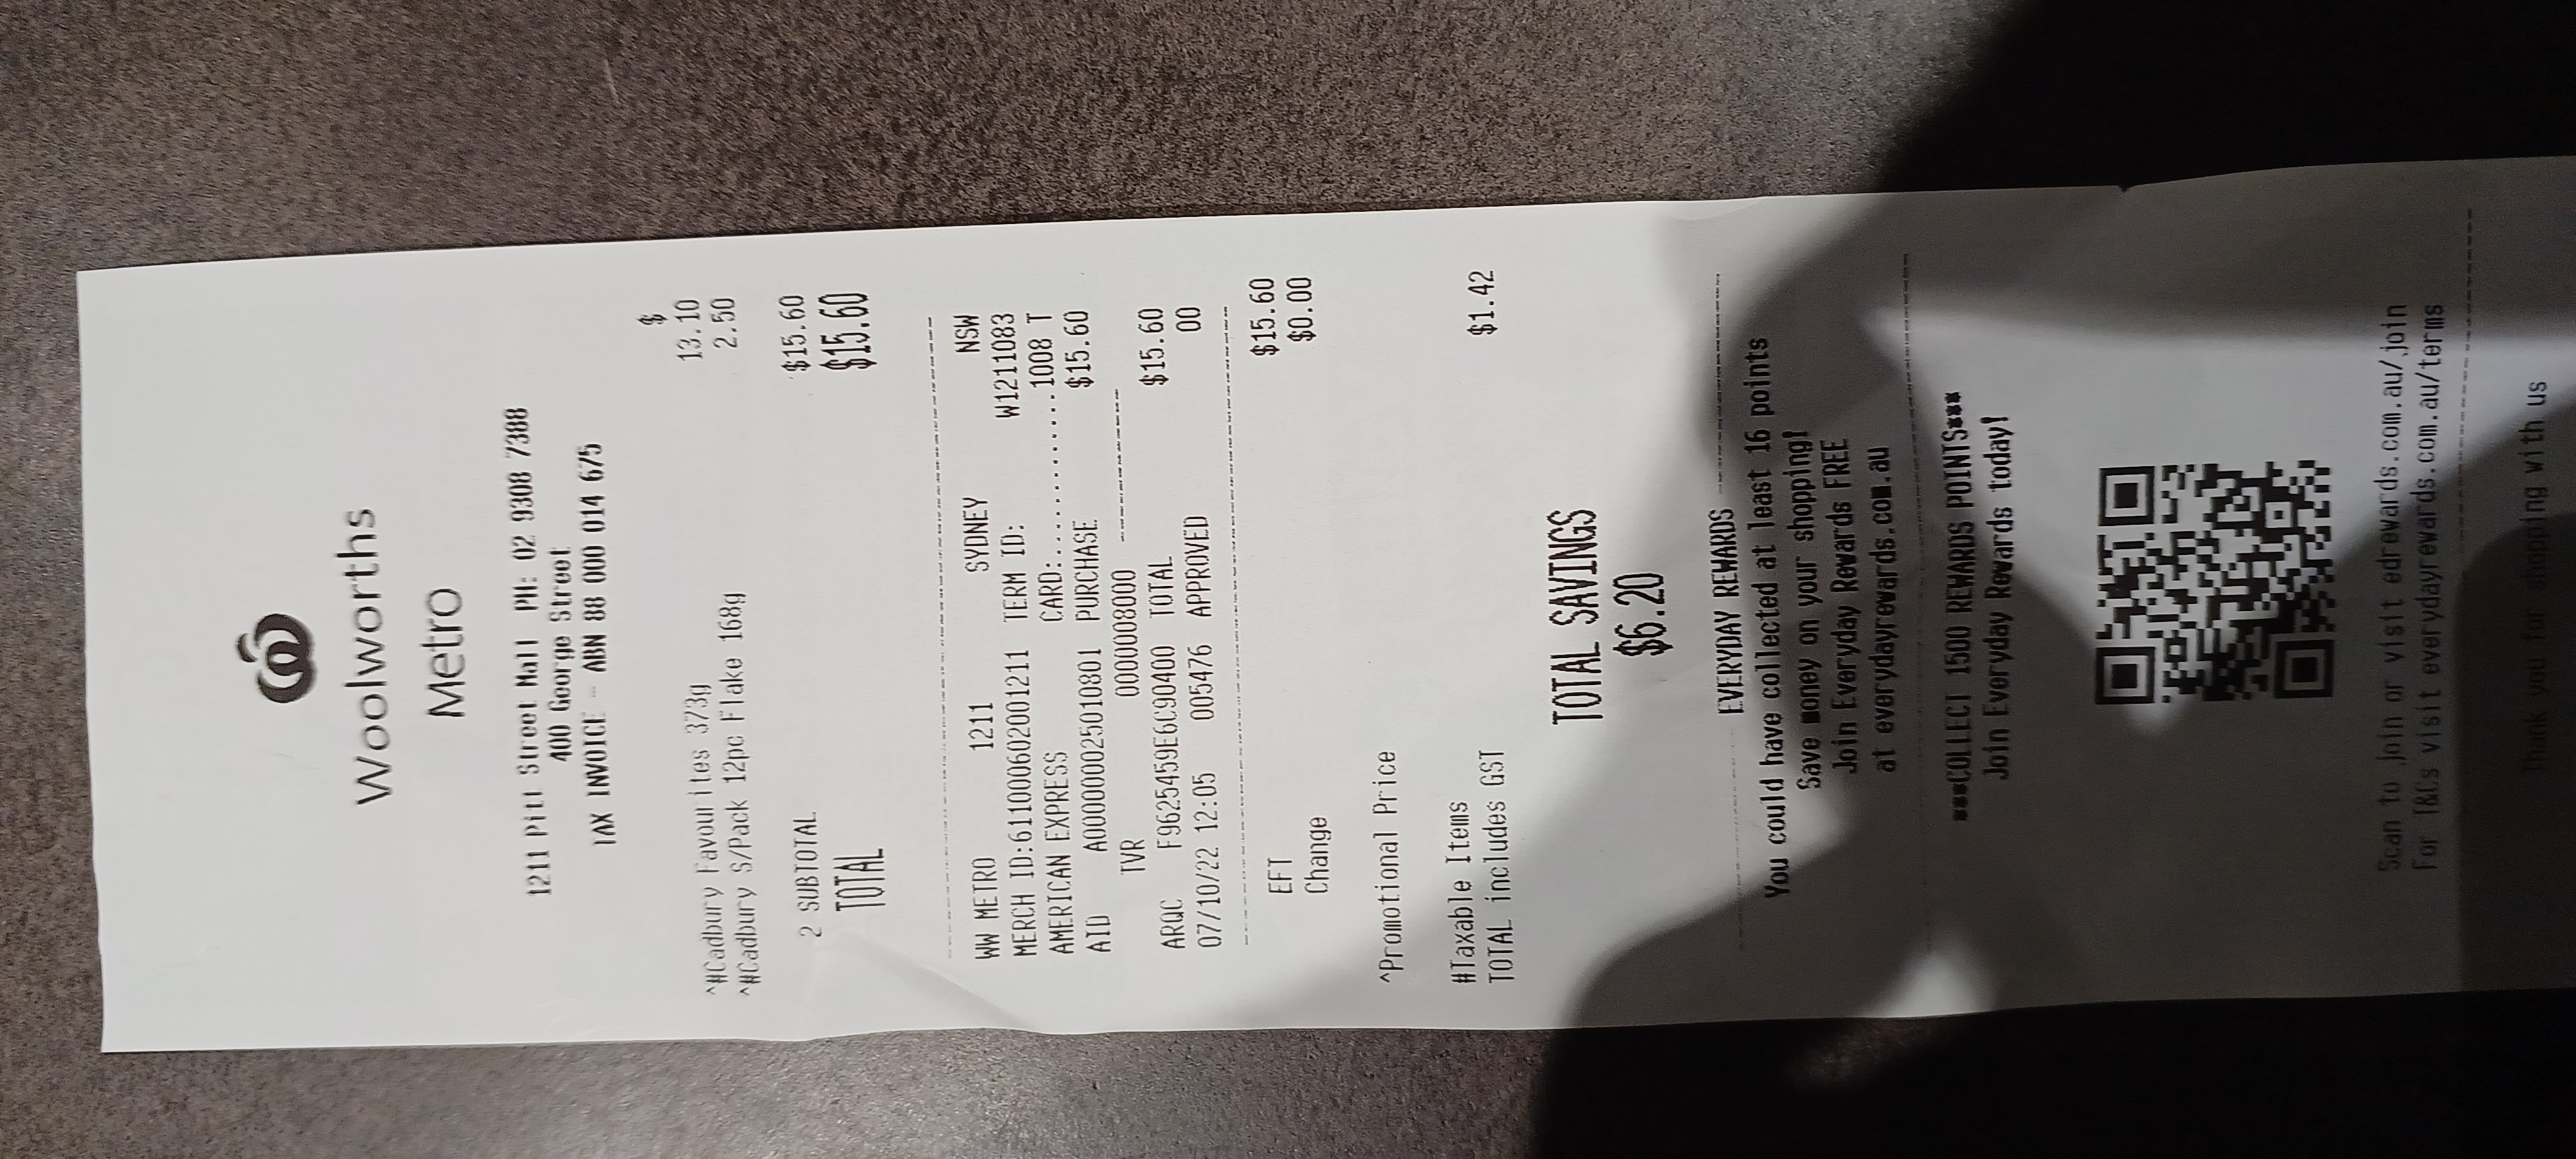 Woolworths
Metro
1211 Pitt Street Mall PH: 02 9308 7388
400 George Street
TAX INVOICE - ABN 88 000 014 675
$
^#Cadbury Favourites 373g 13.10
^#Cadbury S/Pack 12pc Flake 168g 2.50
2 SUBTOTAL $15.60
TOTAL $15.60
WW METRO 1211 SYDNEY NSW
MERCH ID:611000602001211 TERM ID: W1211083
AMERICAN EXPRESS CARD:............1008 T
AID A000000025010801 PURCHASE $15.60
TVR 0000008000
ARQC F9625459E6C90400 TOTAL $15.60
07/10/22 12:05 005476 APPROVED 00
EFT $15.60
Change $0.00
^Promotional Price
#Taxable Items
TOTAL includes GST $1.42
TOTAL SAVINGS
$6.20
EVERYDAY REWARDS
You could have collected at least 16 points
Save money on your shopping!
Join Everyday Rewards FREE
at everydayrewards.com.au
***COLLECT 1500 REWARDS POINTS***
Join Everyday Rewards today!
Scan to join or visit edrewards.com.au/join
For T&Cs visit everydayrewards.com.au/terms
Thank you for shopping with us